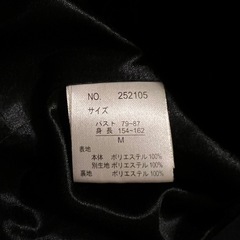 NO. 252105
サイズ
バスト 79-87
身長 154-162
M
表地
本体 ポリエステル100%
別生地 ポリエステル100%
裏地 ポリエステル100%